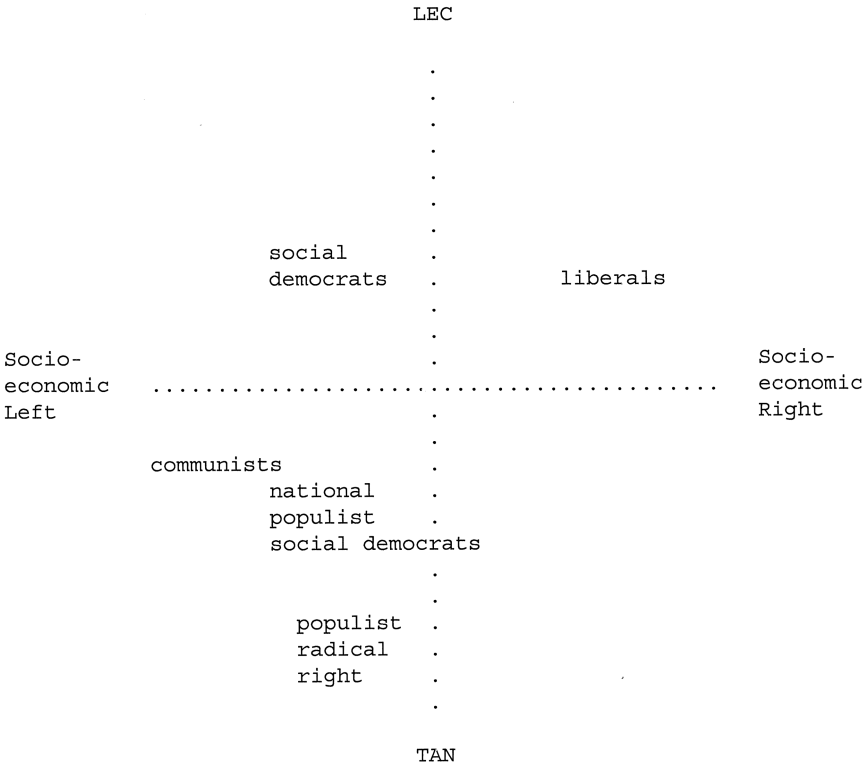 LEC
social
democrats
liberals
Socio-
economic
Left
Socio-
economic
Right
communists
national
populist
social democrats
populist
radical
right
TAN